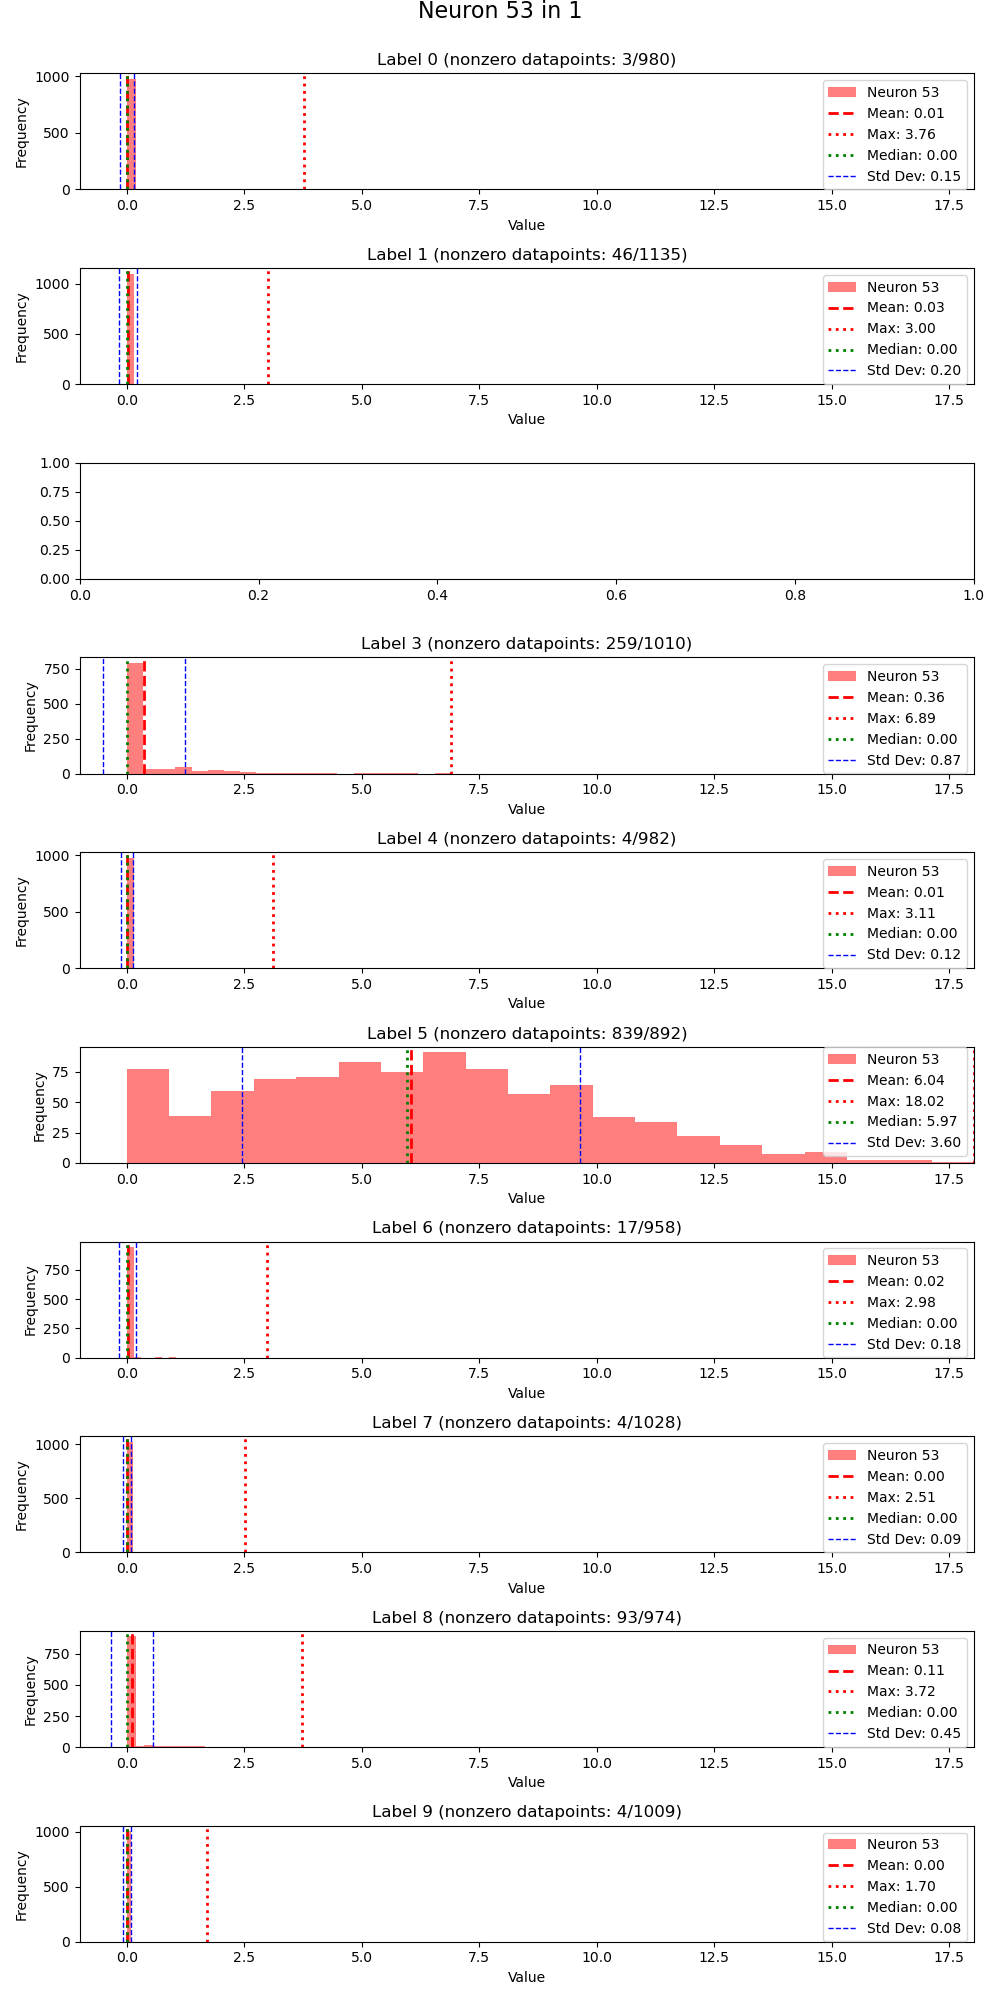 Neuron 53 in 1
Label 0 (nonzero datapoints: 3/980)
Frequency
1000
500
0
Neuron 53
Mean: 0.01
Max: 3.76
Median: 0.00
Std Dev: 0.15
0.0 2.5 5.0 7.5 10.0 12.5 15.0 17.5
Value
Label 1 (nonzero datapoints: 46/1135)
Frequency
1000
500
0
Neuron 53
Mean: 0.03
Max: 3.00
Median: 0.00
Std Dev: 0.20
0.0 2.5 5.0 7.5 10.0 12.5 15.0 17.5
Value
1.00
0.75
0.50
0.25
0.00
0.0 0.2 0.4 0.6 0.8 1.0
Label 3 (nonzero datapoints: 259/1010)
Frequency
750
500
250
0
Neuron 53
Mean: 0.36
Max: 6.89
Median: 0.00
Std Dev: 0.87
0.0 2.5 5.0 7.5 10.0 12.5 15.0 17.5
Value
Label 4 (nonzero datapoints: 4/982)
Frequency
1000
500
0
Neuron 53
Mean: 0.01
Max: 3.11
Median: 0.00
Std Dev: 0.12
0.0 2.5 5.0 7.5 10.0 12.5 15.0 17.5
Value
Label 5 (nonzero datapoints: 839/892)
Frequency
75
50
25
0
Neuron 53
Mean: 6.04
Max: 18.02
Median: 5.97
Std Dev: 3.60
0.0 2.5 5.0 7.5 10.0 12.5 15.0 17.5
Value
Label 6 (nonzero datapoints: 17/958)
Frequency
750
500
250
0
Neuron 53
Mean: 0.02
Max: 2.98
Median: 0.00
Std Dev: 0.18
0.0 2.5 5.0 7.5 10.0 12.5 15.0 17.5
Value
Label 7 (nonzero datapoints: 4/1028)
Frequency
1000
500
0
Neuron 53
Mean: 0.00
Max: 2.51
Median: 0.00
Std Dev: 0.09
0.0 2.5 5.0 7.5 10.0 12.5 15.0 17.5
Value
Label 8 (nonzero datapoints: 93/974)
Frequency
750
500
250
0
Neuron 53
Mean: 0.11
Max: 3.72
Median: 0.00
Std Dev: 0.45
0.0 2.5 5.0 7.5 10.0 12.5 15.0 17.5
Value
Label 9 (nonzero datapoints: 4/1009)
Frequency
1000
500
0
Neuron 53
Mean: 0.00
Max: 1.70
Median: 0.00
Std Dev: 0.08
0.0 2.5 5.0 7.5 10.0 12.5 15.0 17.5
Value